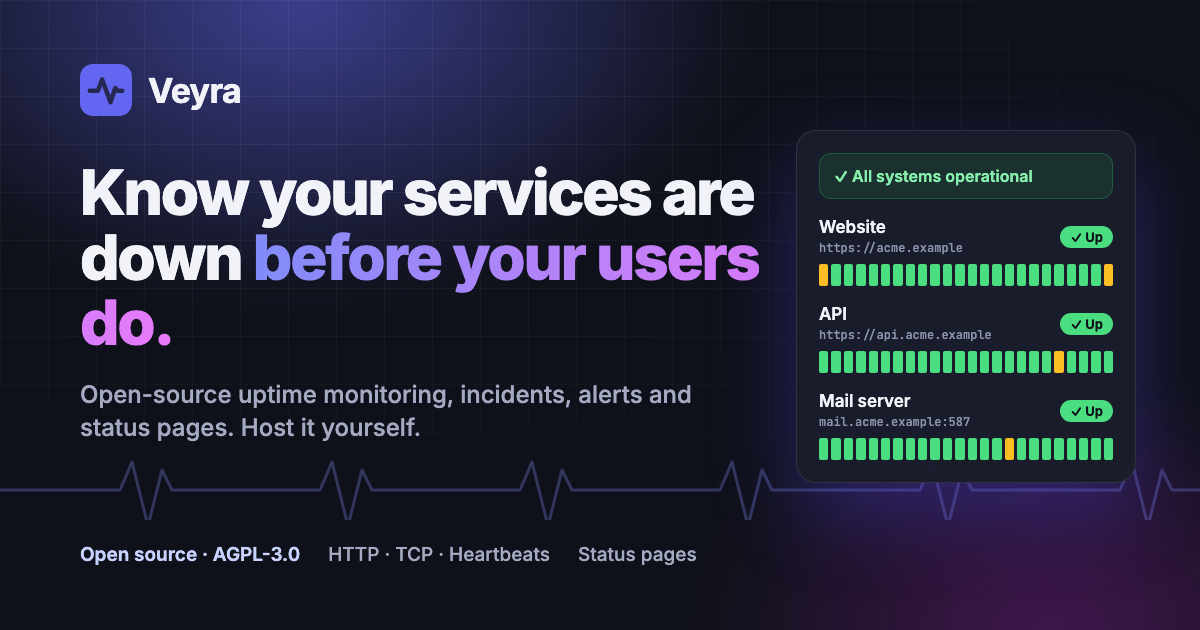 Veyra
Know your services are
down before your users
do.
Open-source uptime monitoring, incidents, alerts and
status pages. Host it yourself.
Open source · AGPL-3.0 HTTP · TCP · Heartbeats Status pages
✓ All systems operational
Website
https://acme.example
✓ Up
API
https://api.acme.example
✓ Up
Mail server
mail.acme.example:587
✓ Up